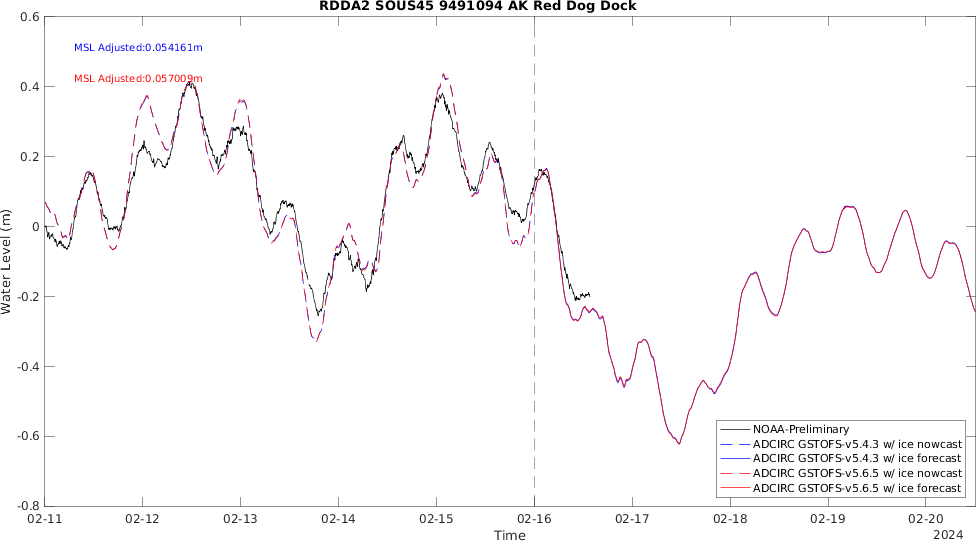 RDDA2 SOUS45 9491094 AK Red Dog Dock
MSL Adjusted:0.054161m
MSL Adjusted:0.057009m
0.6
0.4
0.2
0
-0.2
-0.4
-0.6
-0.8
Water Level (m)
NOAA-Preliminary
ADCIRC GSTOFS-v5.4.3 w/ ice nowcast
ADCIRC GSTOFS-v5.4.3 w/ ice forecast
ADCIRC GSTOFS-v5.6.5 w/ ice nowcast
ADCIRC GSTOFS-v5.6.5 w/ ice forecast
02-11 02-12 02-13 02-14 02-15 02-16 02-17 02-18 02-19 02-20
Time
2024